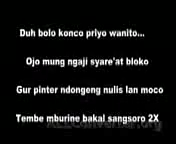 Duh bolo konco priyo wanito...
Ojo mung ngaji syare'at bloko
Gur pinter ndongeng nulis lan moco
Tembe mburine bakal sangsoro 2X